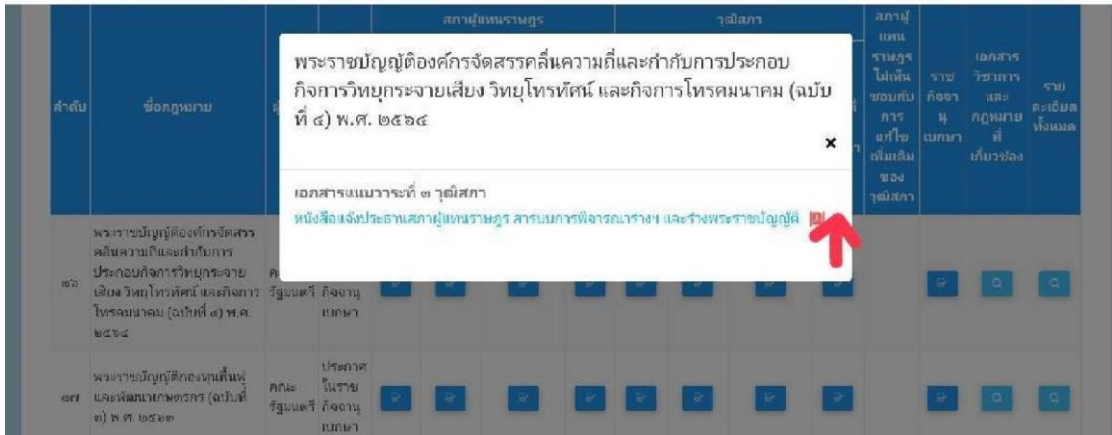 สภาผู้แทนราษฎร
วุฒิสภา
ลำดับ
ชื่อกฎหมาย
สภาผู้
แทน
ราษฎร
ไม่เห็น
ชอบกับ
การ
แก้ไข
เพิ่มเติม
ของ
วุฒิสภา
ราช
กิจจา
นุ
เบกษา
เอกสาร
วิชาการ
และ
กฎหมาย
ที่
เกี่ยวข้อง
ราย
ละเอียด
ทั้งหมด
พระราชบัญญัติองค์กรจัดสรรคลื่นความถี่และกำกับการประกอบ
กิจการวิทยุกระจายเสียง วิทยุโทรทัศน์ และกิจการโทรคมนาคม (ฉบับ
ที่ ๔) พ.ศ. ๒๕๖๔
×
เอกสารแนบวาระที่ ๓ วุฒิสภา
หนังสือแจ้งประธานสภาผู้แทนราษฎร สารบบการพิจารณาร่างฯ และร่างพระราชบัญญัติ
๑๖
พระราชบัญญัติองค์กรจัดสรร
คลื่นความถี่และกำกับการ
ประกอบกิจการวิทยุกระจาย
เสียง วิทยุโทรทัศน์ และกิจการ
โทรคมนาคม (ฉบับที่ ๔) พ.ศ.
๒๕๖๔
รัฐมนตรี
กิจจานุ
เบกษา
๑๗
พระราชบัญญัติกองทุนฟื้นฟู
และพัฒนาเกษตรกร (ฉบับที่
๓) พ.ศ. ๒๕๖๓
คณะ
รัฐมนตรี
ประกาศ
ในราช
กิจจานุ
เบกษา